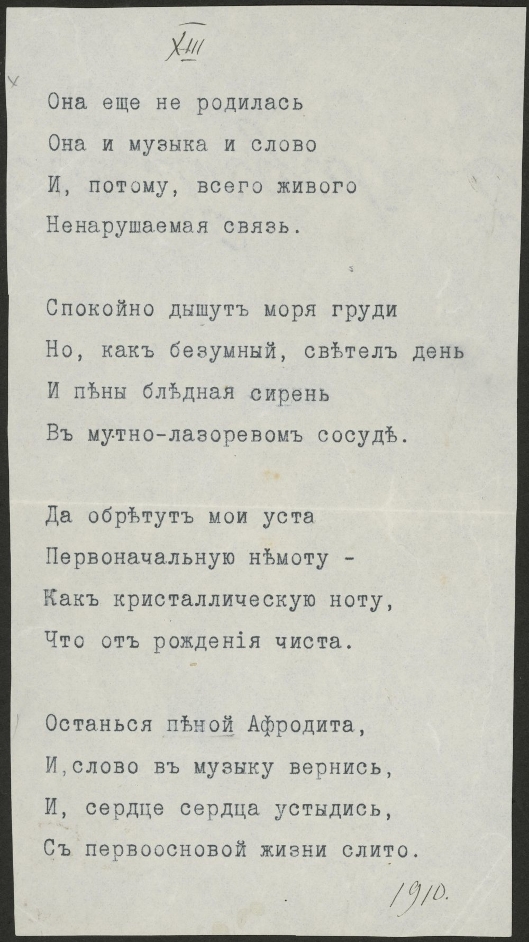 XIII
Она еще не родилась
Она и музыка и слово
И, потому, всего живого
Ненарушаемая связь.
Спокойно дышутъ моря груди
Но, какъ безумный, свѣтелъ день
И пѣны блѣдная сирень
Въ мутно-лазоревомъ сосудѣ.
Да обрѣтутъ мои уста
Первоначальную нѣмоту -
Какъ кристаллическую ноту,
Что отъ рожденія чиста.
Останься пѣной Афродита,
И,слово въ музыку вернись,
И, сердце сердца устыдись,
Съ первоосновой жизни слито.
1910.